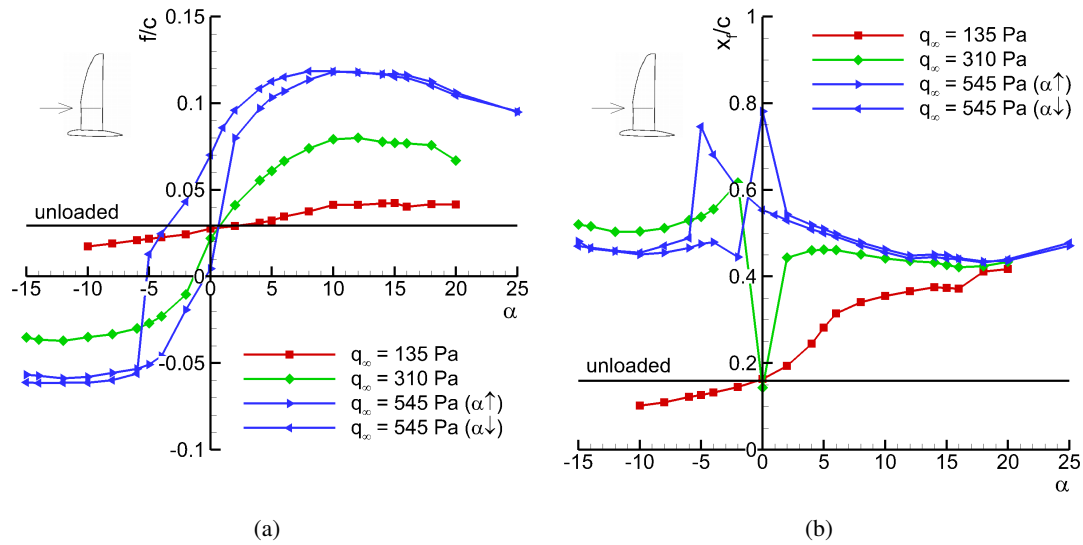 f/c
0.15
0.1
0.05
0
-0.05
-0.1
-15 -10 -5 0 5 10 15 20 25
α
unloaded
q∞ = 135 Pa
q∞ = 310 Pa
q∞ = 545 Pa (α↑)
q∞ = 545 Pa (α↓)
(a)
xf/c
1
0.8
0.6
0.4
0.2
0
-15 -10 -5 0 5 10 15 20 25
α
unloaded
q∞ = 135 Pa
q∞ = 310 Pa
q∞ = 545 Pa (α↑)
q∞ = 545 Pa (α↓)
(b)